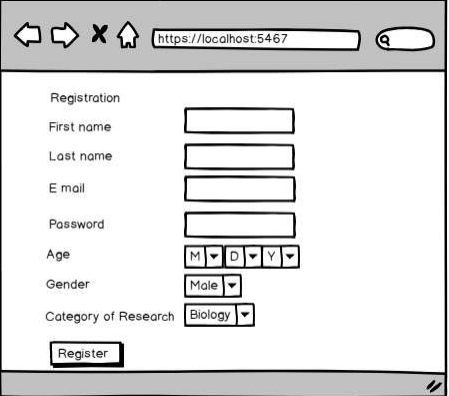 https://localhost:5467
Registration
First name
Last name
E mail
Password
Age M D Y
Gender Male
Category of Research Biology
Register